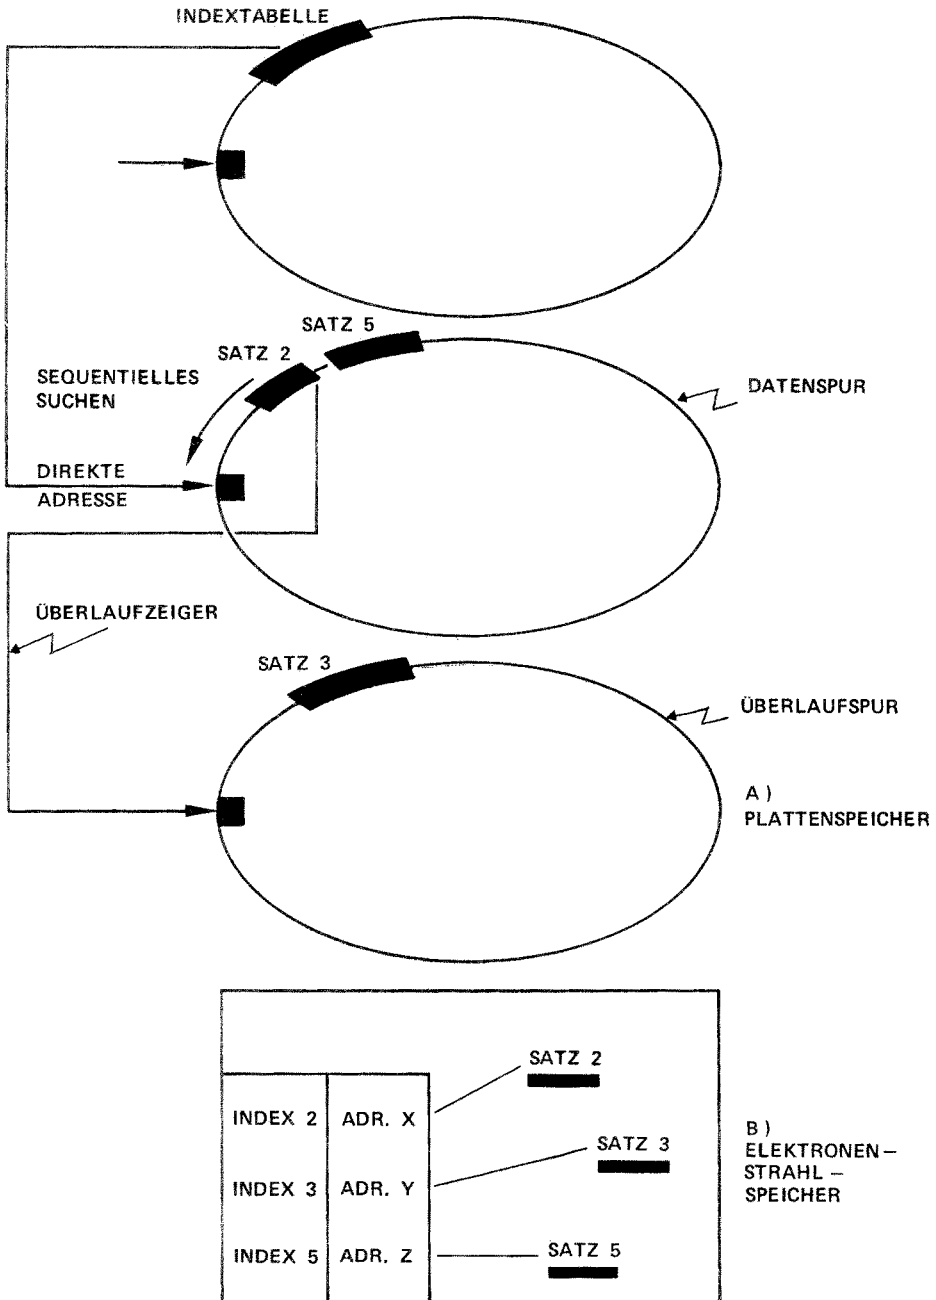 INDEXTABELLE
SATZ 5
SATZ 2
SEQUENTIELLES
SUCHEN
DATENSPUR
DIREKTE
ADRESSE
ÜBERLAUFZEIGER
SATZ 3
ÜBERLAUFSPUR
A)
PLATTENSPEICHER
SATZ 2
INDEX 2 ADR. X
SATZ 3
INDEX 3 ADR. Y
SATZ 5
INDEX 5 ADR. Z
B)
ELEKTRONEN–
STRAHL –
SPEICHER